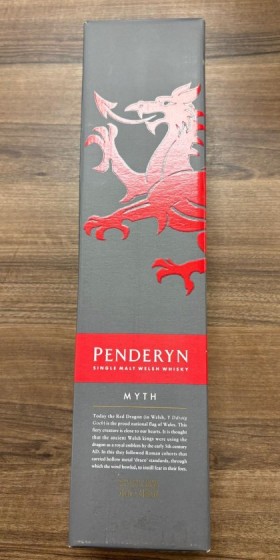 PENDERYN
SINGLE MALT WELSH WHISKY
MYTH
Today the Red Dragon (in Welsh, Y Ddraig
Goch) is the proud national flag of Wales. This
fiery creature is close to our hearts. It is thought
that the ancient Welsh kings were using the
dragon as a royal emblem by the early 5th century
AD. In this they followed Roman cohorts that
carried hollow metal 'draco' standards, through
which the wind howled, to instill fear in their foes.